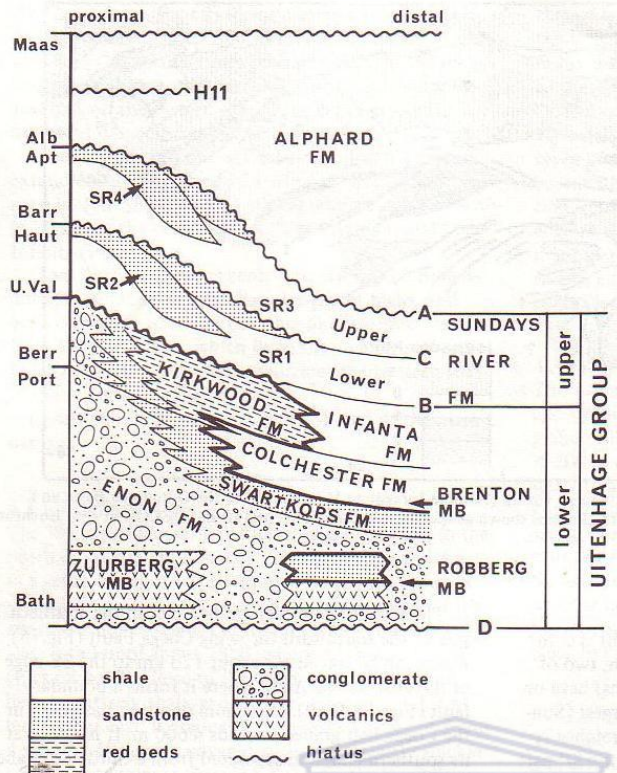 proximal distal
Maas
H11
Alb
Apt
ALPHARD
FM
SR4
Barr
Haut
SR2
SR3
U.Val
A
SUNDAYS
Upper
C
RIVER
SR1
Lower
upper
Berr
Port
FM
B
KIRKWOOD
FM
INFANTA
FM
COLCHESTER FM
SWARTKOPS FM
BRENTON
MB
ENON FM
lower
UITENHAGE GROUP
ZUURBERG
MB
ROBBERG
MB
Bath
D
shale
conglomerate
sandstone
volcanics
red beds
hiatus